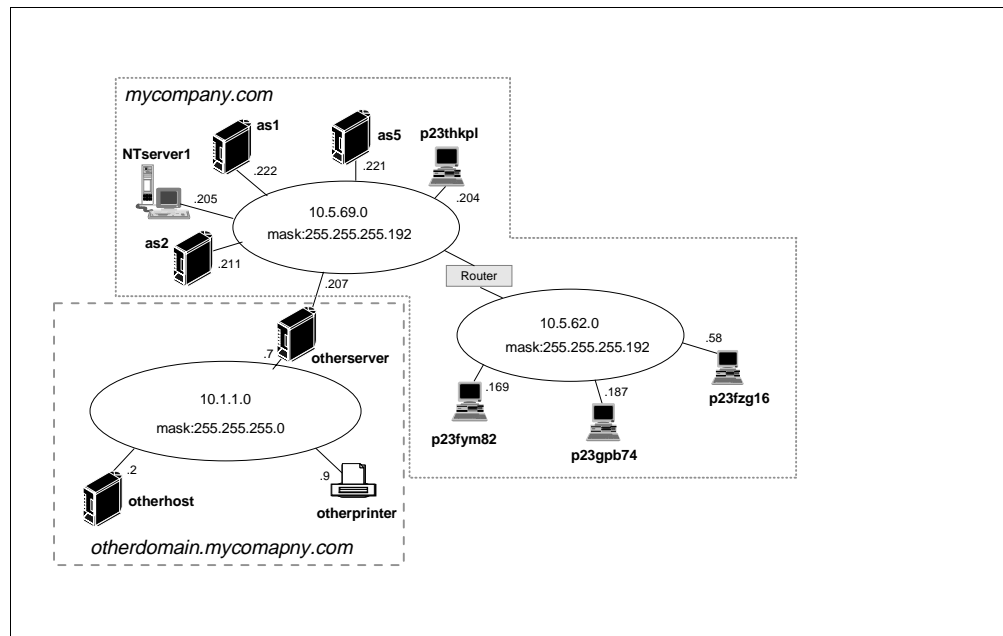 mycompany.com
as1
as5
p23thkpl
NTserver1
.222
.221
.204
.205
10.5.69.0
mask:255.255.255.192
as2
.211
.207
Router
10.5.62.0
mask:255.255.255.192
.58
.7
otherserver
.169
.187
p23fzg16
10.1.1.0
mask:255.255.255.0
p23fym82
p23gpb74
.2
.9
otherhost
otherprinter
otherdomain.mycomapny.com